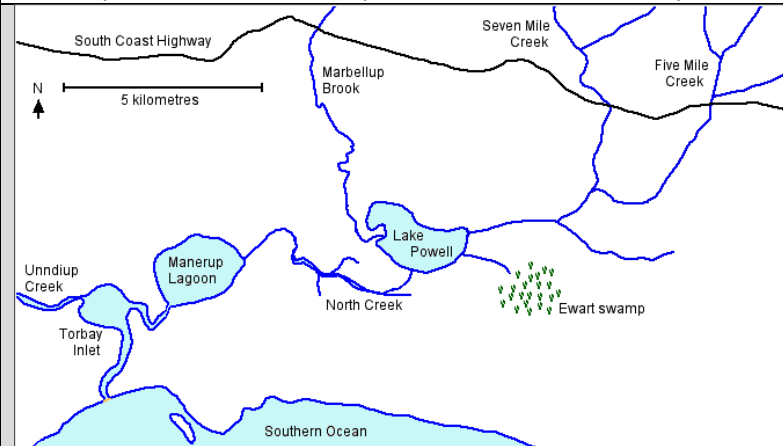 Seven Mile
Creek
South Coast Highway
Five Mile
Creek
Marbellup
Brook
N
5 kilometres
Lake
Powell
Manerup
Lagoon
Unndiup
Creek
North Creek
Ewart swamp
Torbay
Inlet
Southern Ocean